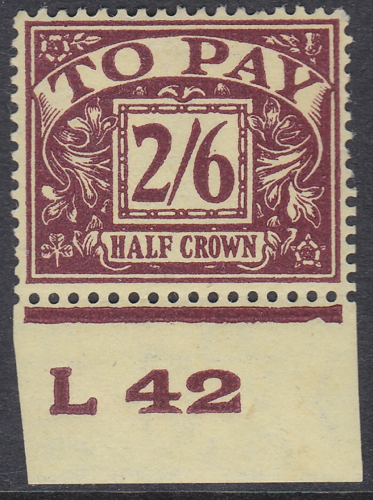 TO PAY
2/6
HALF CROWN
L 42